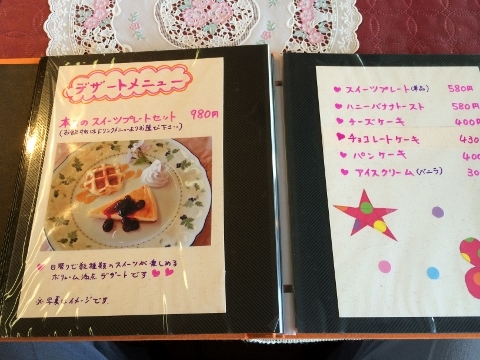 デザートメニュー
本日のスイーツプレートセット 980円
(お飲み物はドリンクメニューよりお選び下さい)
日替りで数種類のスイーツが楽しめる
ボリューム満点デザートです
※写真はイメージです
スイーツプレート(単品) 580円
ハニーバナナトースト 580円
チーズケーキ 400円
チョコレートケーキ 430
パンケーキ 400
アイスクリーム(バニラ) 30